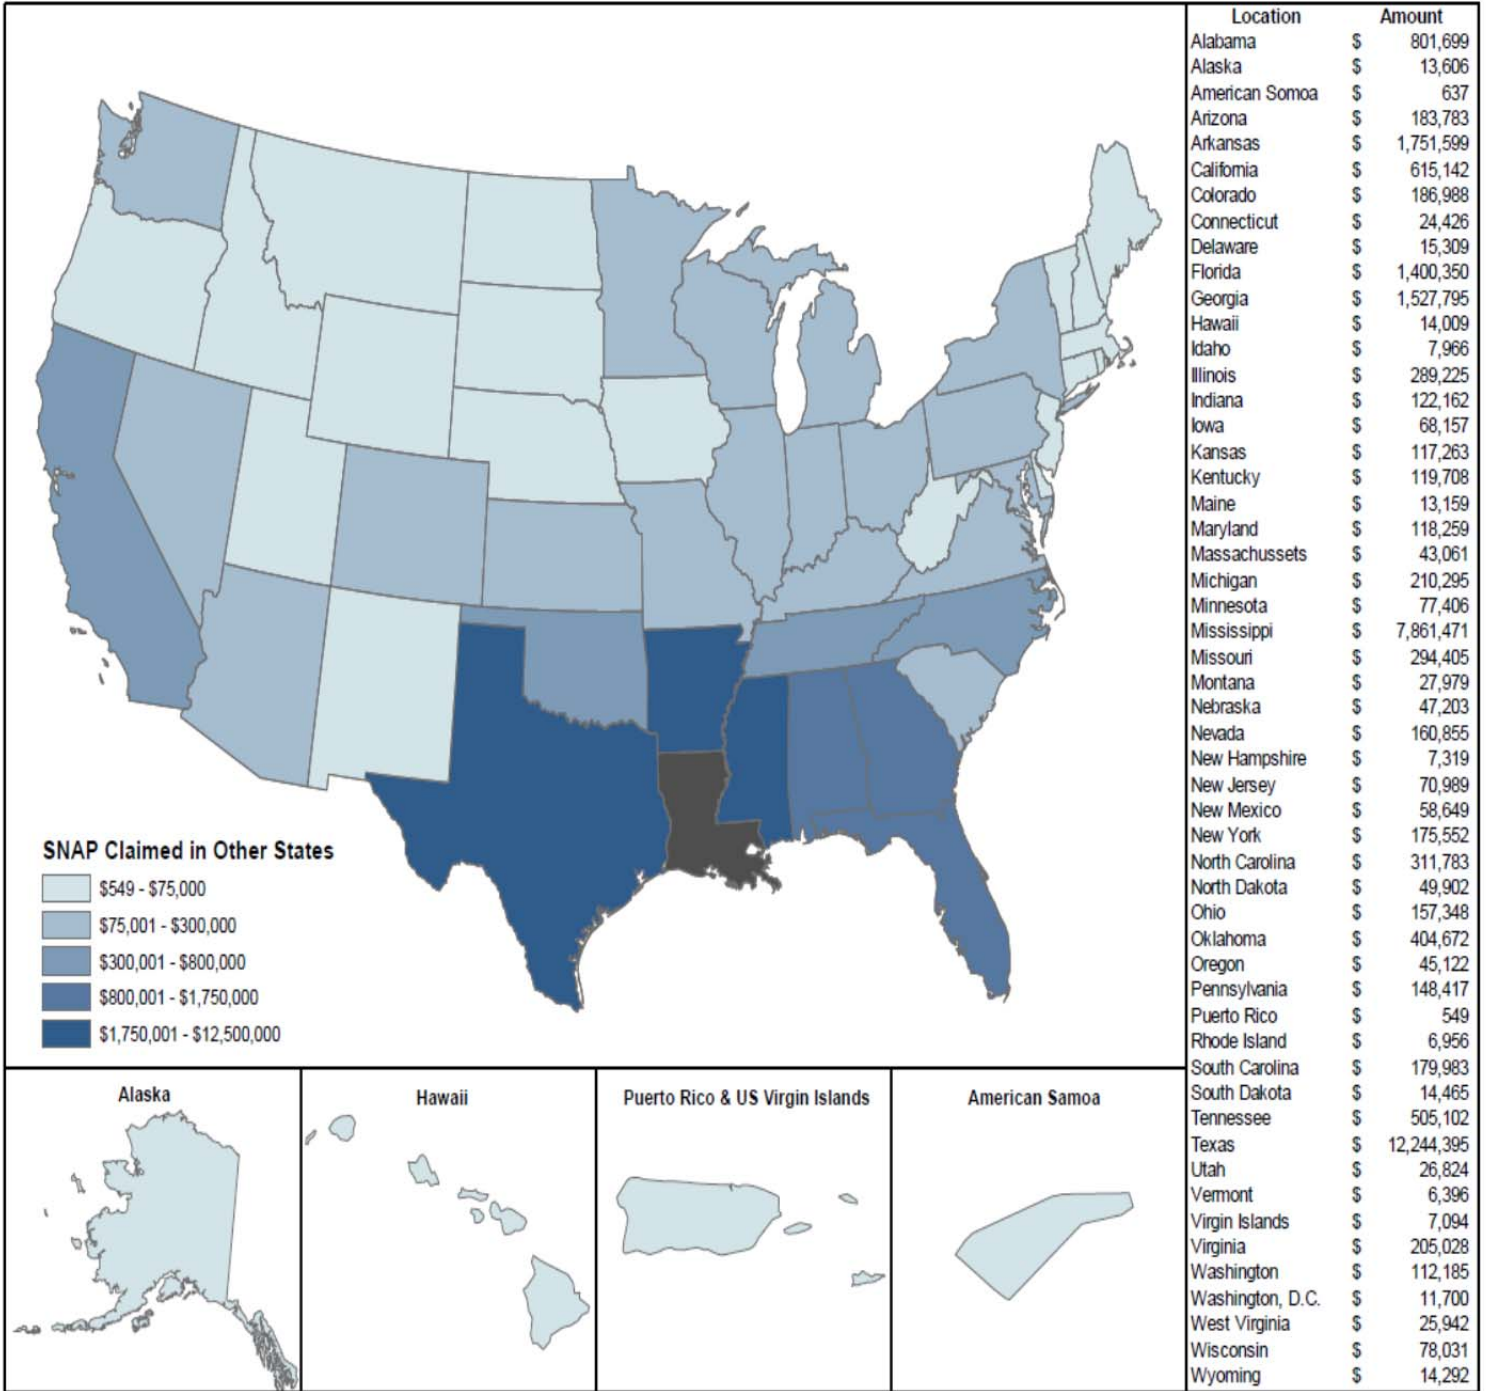 Location Amount
Alabama $ 801,699
Alaska $ 13,606
American Somoa $ 637
Arizona $ 183,783
Arkansas $ 1,751,599
California $ 615,142
Colorado $ 186,988
Connecticut $ 24,426
Delaware $ 15,309
Florida $ 1,400,350
Georgia $ 1,527,795
Hawaii $ 14,009
Idaho $ 7,966
Illinois $ 289,225
Indiana $ 122,162
Iowa $ 68,157
Kansas $ 117,263
Kentucky $ 119,708
Maine $ 13,159
Maryland $ 118,259
Massachussets $ 43,061
Michigan $ 210,295
Minnesota $ 77,406
Mississippi $ 7,861,471
Missouri $ 294,405
Montana $ 27,979
Nebraska $ 47,203
Nevada $ 160,855
New Hampshire $ 7,319
New Jersey $ 70,989
New Mexico $ 58,649
New York $ 175,552
North Carolina $ 311,783
North Dakota $ 49,902
Ohio $ 157,348
Oklahoma $ 404,672
Oregon $ 45,122
Pennsylvania $ 148,417
Puerto Rico $ 549
Rhode Island $ 6,956
South Carolina $ 179,983
South Dakota $ 14,465
Tennessee $ 505,102
Texas $ 12,244,395
Utah $ 26,824
Vermont $ 6,396
Virgin Islands $ 7,094
Virginia $ 205,028
Washington $ 112,185
Washington, D.C. $ 11,700
West Virginia $ 25,942
Wisconsin $ 78,031
Wyoming $ 14,292
SNAP Claimed in Other States
$549 - $75,000
$75,001 - $300,000
$300,001 - $800,000
$800,001 - $1,750,000
$1,750,001 - $12,500,000
Alaska
Hawaii
Puerto Rico & US Virgin Islands
American Samoa